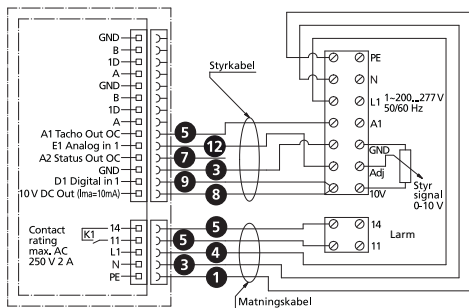 GND
B
1D
A
GND
B
1D
A
A1 Tacho Out OC
E1 Analog in 1
A2 Status Out OC
GND
D1 Digital in 1
10 V DC Out (Ima=10mA)
Contact
rating
max. AC
250 V 2 A
K1
14
11
L1
N
PE
Styrkabel
5
12
7
3
9
8
5
5
4
3
1
Matningskabel
PE
N
L1
1~200...277 V
50/60 Hz
A1
GND
Adj
10V
Styr
signal
0-10 V
14
11
Larm